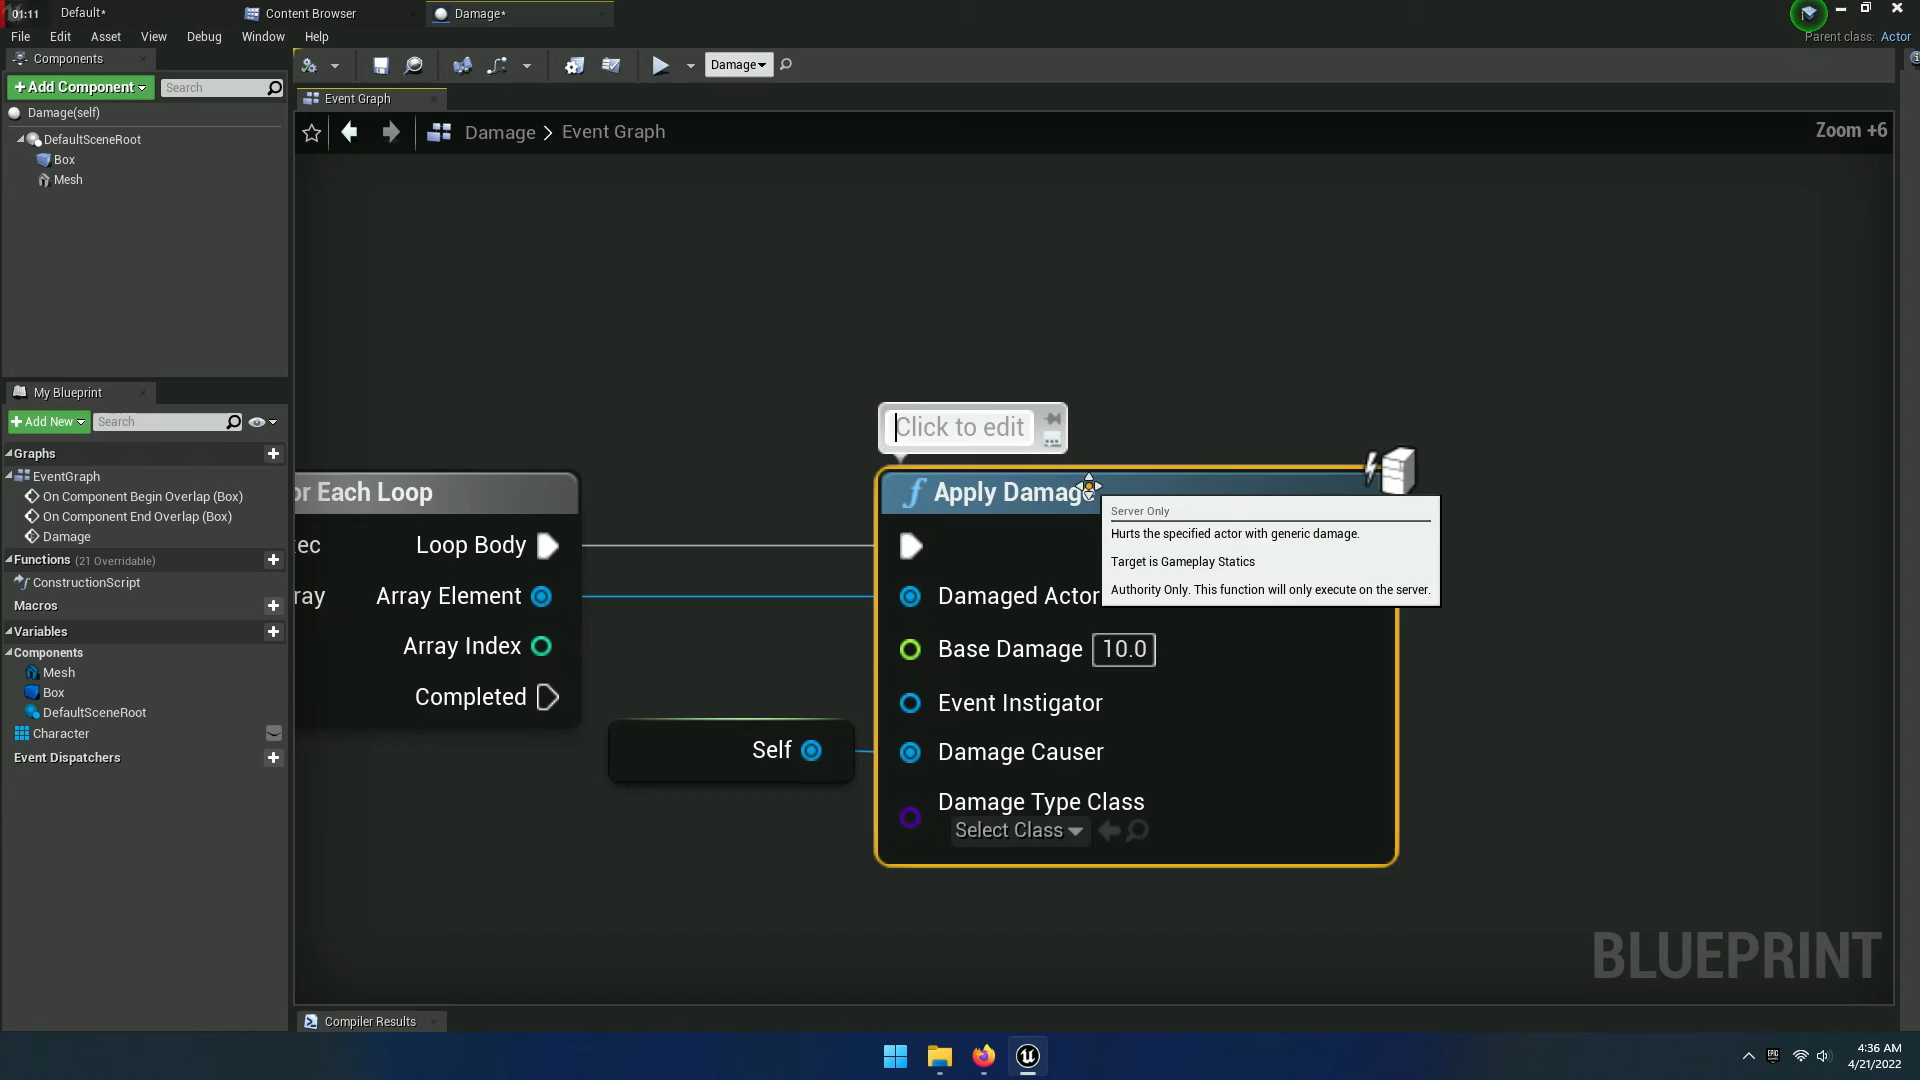 01:11
Default*
Content Browser
Damage*
File Edit Asset View Debug Window Help
Parent class: Actor
Components
Add Component
Search
Damage(self)
DefaultSceneRoot
Box
Mesh
My Blueprint
Add New
Search
Graphs
EventGraph
On Component Begin Overlap (Box)
On Component End Overlap (Box)
Damage
Functions (21 Overridable)
ConstructionScript
Macros
Variables
Components
Mesh
Box
DefaultSceneRoot
Character
Event Dispatchers
Damage
Event Graph
Damage > Event Graph
Zoom +6
or Each Loop
ec
Loop Body
ray
Array Element
Array Index
Completed
Self
Click to edit
f Apply Damage
Damaged Actor
Base Damage 10.0
Event Instigator
Damage Causer
Damage Type Class
Select Class
Server Only
Hurts the specified actor with generic damage.
Target is Gameplay Statics
Authority Only. This function will only execute on the server.
BLUEPRINT
Compiler Results
4:36 AM
4/21/2022